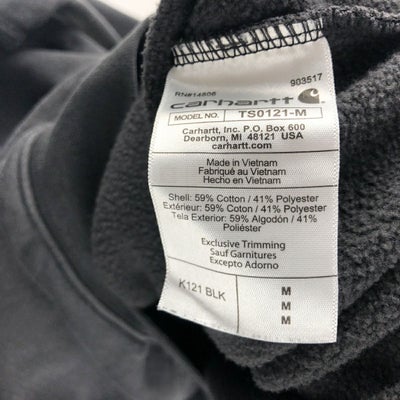 RN#14806 903517
carhartt
MODEL NO. TS0121-M
Carhartt, Inc. P.O. Box 600
Dearborn, MI 48121 USA
carhartt.com
Made in Vietnam
Fabriqué au Vietnam
Hecho en Vietnam
Shell: 59% Cotton / 41% Polyester
Extérieur: 59% Coton / 41% Polyester
Tela Exterior: 59% Algodón / 41%
Poliéster
Exclusive Trimming
Sauf Garnitures
Excepto Adorno
K121 BLK M
M
M